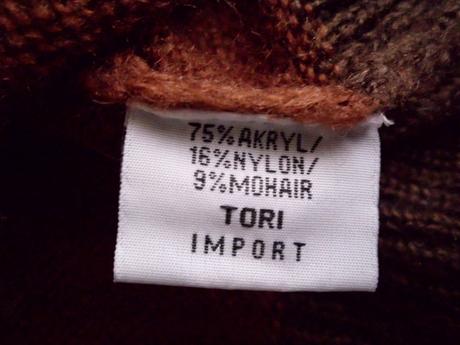 75%AKRYL/
16%NYLON/
9%MOHAIR
TORI
IMPORT